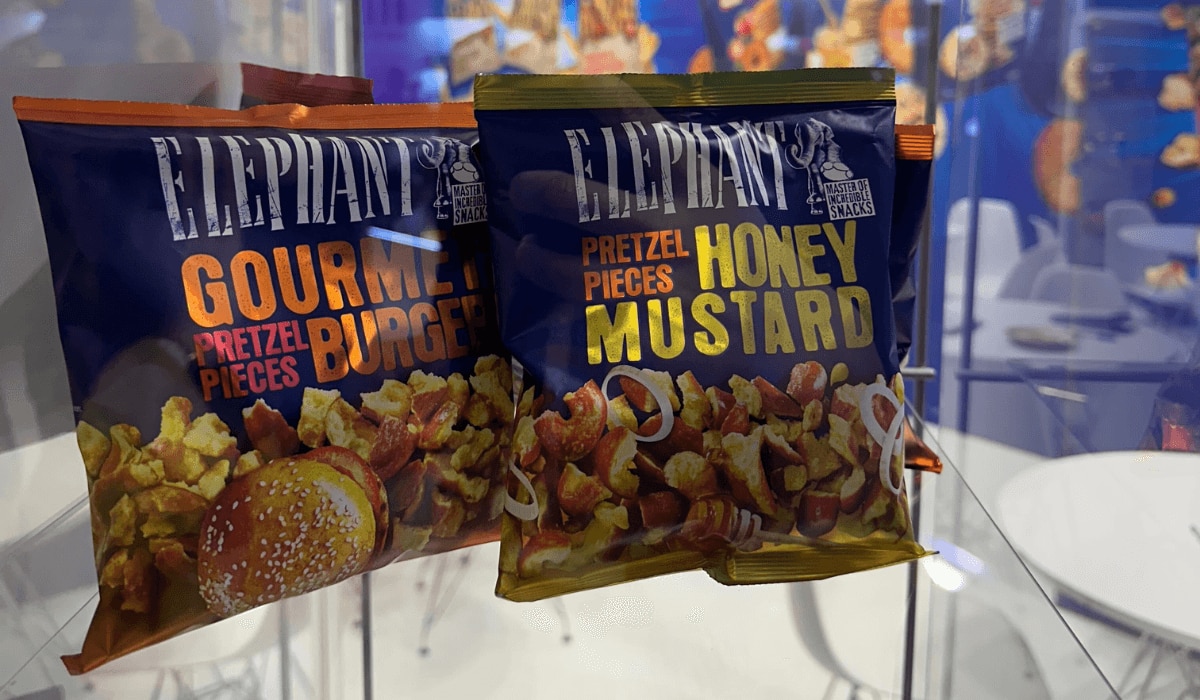 ELEPHANT
MASTER OF
INCREDIBLE
SNACKS
GOURMET
PRETZEL
PIECES
BURGER
ELEPHANT
MASTER OF
INCREDIBLE
SNACKS
PRETZEL
PIECES
HONEY
MUSTARD